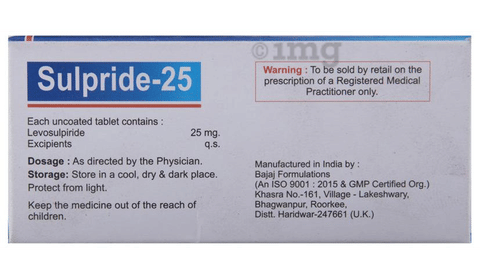 1mg
Sulpride-25
Each uncoated tablet contains :
Levosulpiride 25 mg.
Excipients q.s.
Dosage : As directed by the Physician.
Storage: Store in a cool, dry & dark place.
Protect from light.
Keep the medicine out of the reach of
children.
Warning : To be sold by retail on the
prescription of a Registered Medical
Practitioner only.
Manufactured in India by :
Bajaj Formulations
(An ISO 9001 : 2015 & GMP Certified Org.)
Khasra No.-161, Village - Lakeshwary,
Bhagwanpur, Roorkee,
Distt. Haridwar-247661 (U.K.)